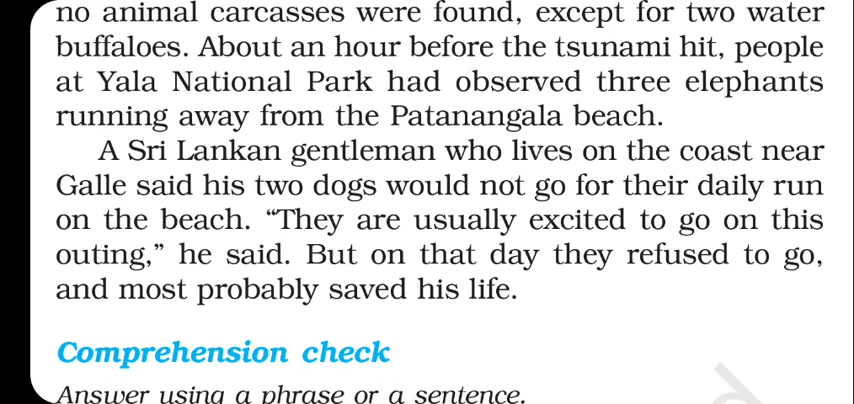 no animal carcasses were found, except for two water
buffaloes. About an hour before the tsunami hit, people
at Yala National Park had observed three elephants
running away from the Patanangala beach.
A Sri Lankan gentleman who lives on the coast near
Galle said his two dogs would not go for their daily run
on the beach. “They are usually excited to go on this
outing,” he said. But on that day they refused to go,
and most probably saved his life.
Comprehension check
Answer using a phrase or a sentence.